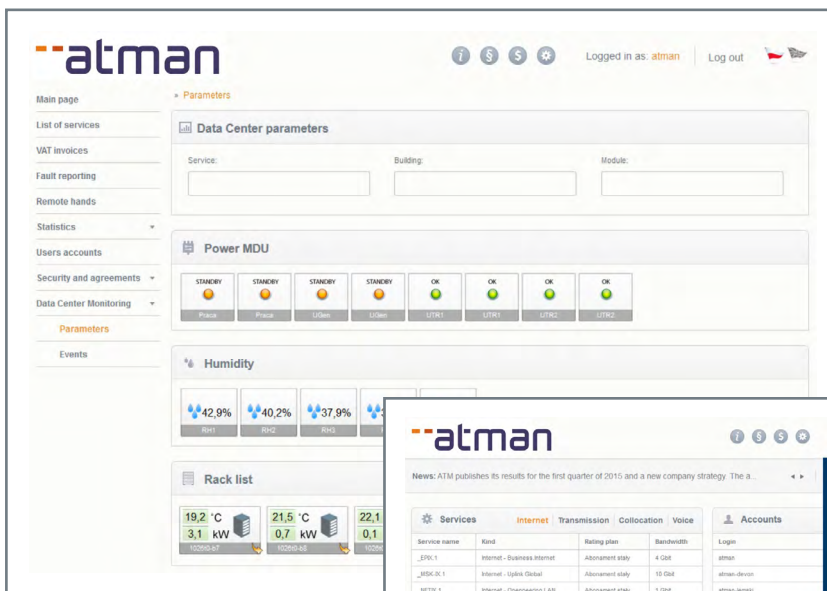 atman
Logged in as: atman
Log out
Main page
List of services
VAT invoices
Fault reporting
Remote hands
Statistics
Users accounts
Security and agreements
Data Center Monitoring
Parameters
Events
» Parameters
Data Center parameters
Service:
Building:
Module:
Power MDU
STANDBY STANDBY STANDBY STANDBY OK OK OK OK
Praca Praca UGen UGen UTR1 UTR1 UTR2 UTR2
Humidity
42,9% 40,2% 37,9%
RH1 RH2 RH3
Rack list
19,2 °C 21,5 °C 22,1
3,1 kW 0,7 kW 0,1
atman
News: ATM publishes its results for the first quarter of 2015 and a new company strategy. The a...
Services Internet Transmission Collocation Voice
Service name Kind Rating plan Bandwidth
_EPIX.1 Internet - Business Internet Abonament stały 4 Gbit
_MSK-IX.1 Internet - Uplink Global Abonament stały 10 Gbit
Accounts
Login
atman
atman-devon